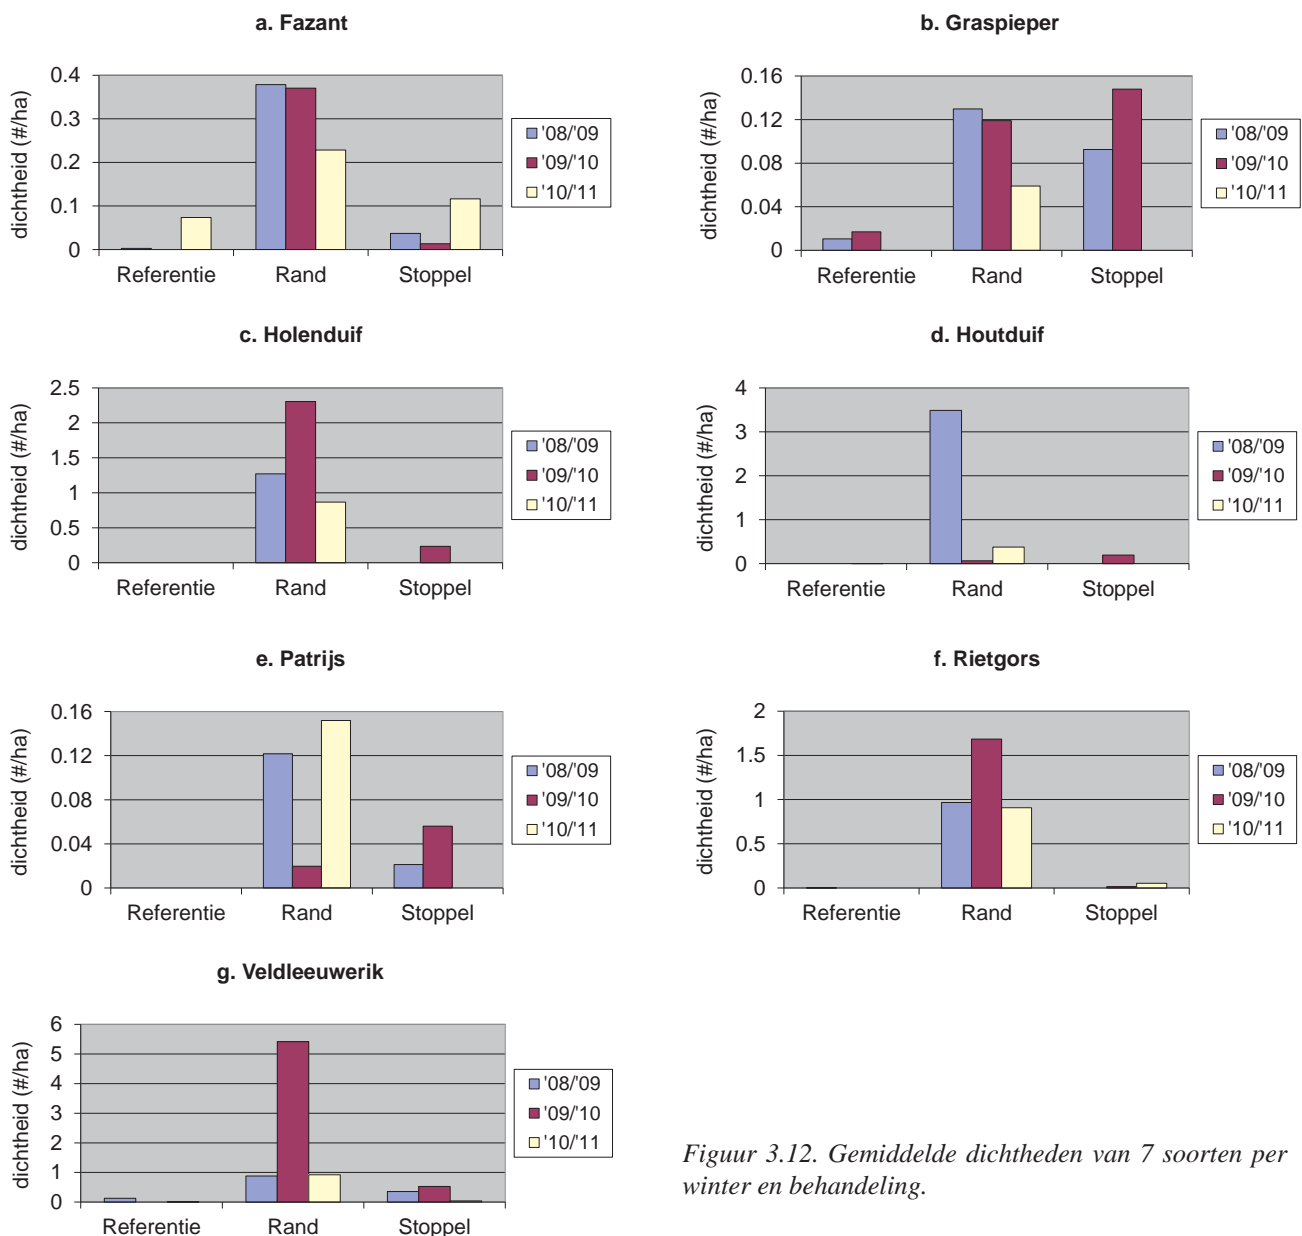 a. Fazant
dichtheid (#/ha)
0.4
0.3
0.2
0.1
0
Referentie Rand Stoppel
'08/'09
'09/'10
'10/'11
b. Graspieper
dichtheid (#/ha)
0.16
0.12
0.08
0.04
0
Referentie Rand Stoppel
'08/'09
'09/'10
'10/'11
c. Holenduif
dichtheid (#/ha)
2.5
2
1.5
1
0.5
0
Referentie Rand Stoppel
'08/'09
'09/'10
'10/'11
d. Houtduif
dichtheid (#/ha)
4
3
2
1
0
Referentie Rand Stoppel
'08/'09
'09/'10
'10/'11
e. Patrijs
dichtheid (#/ha)
0.16
0.12
0.08
0.04
0
Referentie Rand Stoppel
'08/'09
'09/'10
'10/'11
f. Rietgors
dichtheid (#/ha)
2
1.5
1
0.5
0
Referentie Rand Stoppel
'08/'09
'09/'10
'10/'11
g. Veldleeuwerik
dichtheid (#/ha)
6
5
4
3
2
1
0
Referentie Rand Stoppel
'08/'09
'09/'10
'10/'11
Figuur 3.12. Gemiddelde dichtheden van 7 soorten per
winter en behandeling.